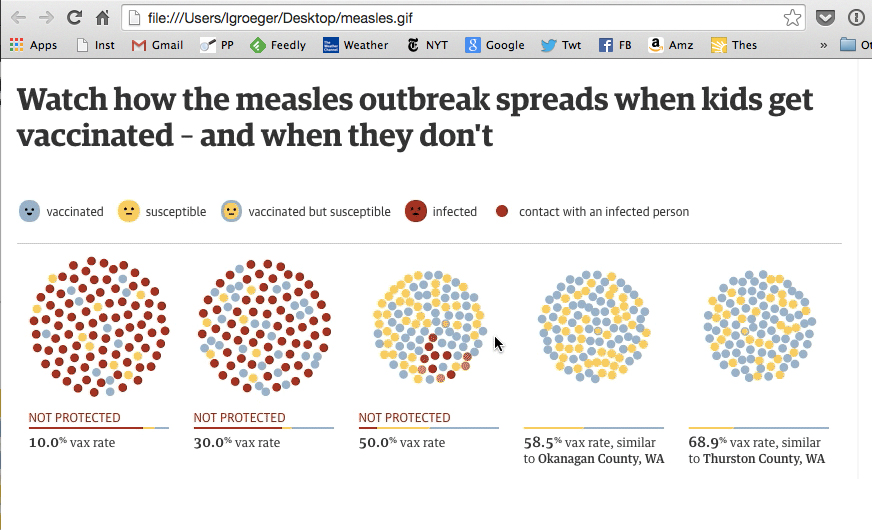 file:///Users/lgroeger/Desktop/measles.gif
Apps Inst Gmail PP Feedly Weather NYT Google Twt FB Amz Thes » Ot
Watch how the measles outbreak spreads when kids get
vaccinated – and when they don't
vaccinated susceptible vaccinated but susceptible infected contact with an infected person
NOT PROTECTED NOT PROTECTED NOT PROTECTED
10.0% vax rate 30.0% vax rate 50.0% vax rate 58.5% vax rate, similar 68.9% vax rate, similar
to Okanagan County, WA to Thurston County, WA